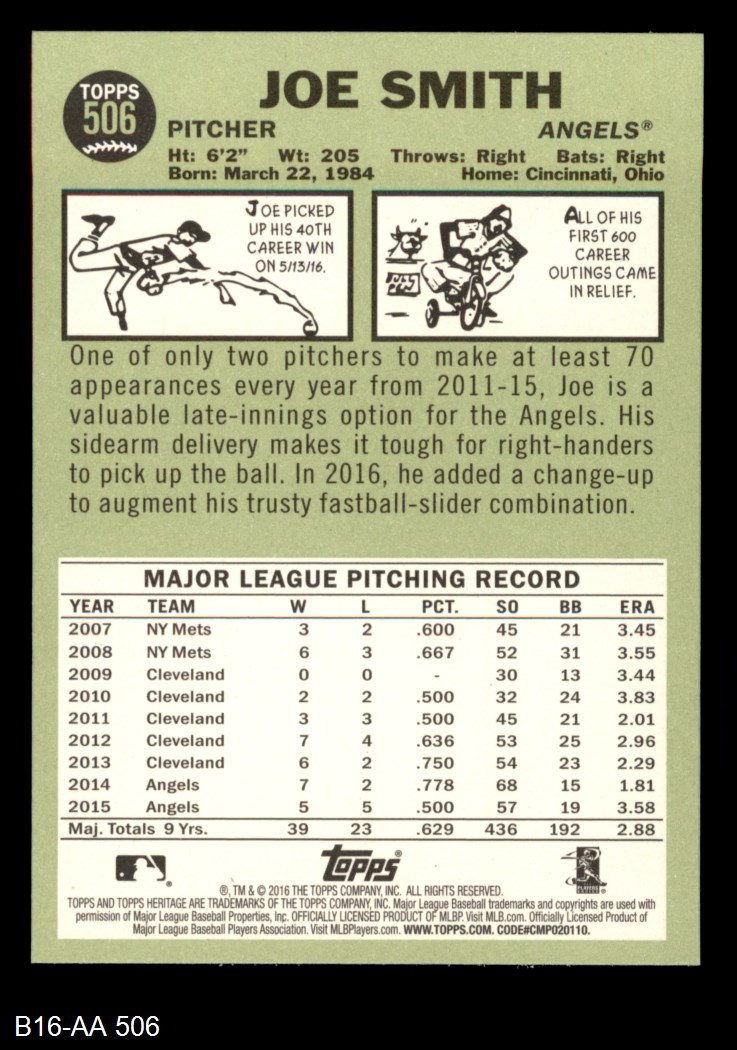 TOPPS
506
JOE SMITH
PITCHER ANGELS®
Ht: 6'2" Wt: 205 Throws: Right Bats: Right
Born: March 22, 1984 Home: Cincinnati, Ohio
JOE PICKED
UP HIS 40TH
CAREER WIN
ON 5/13/16.
BULL
PEN
ALL OF HIS
FIRST 600
CAREER
OUTINGS CAME
IN RELIEF.
One of only two pitchers to make at least 70
appearances every year from 2011-15, Joe is a
valuable late-innings option for the Angels. His
sidearm delivery makes it tough for right-handers
to pick up the ball. In 2016, he added a change-up
to augment his trusty fastball-slider combination.
MAJOR LEAGUE PITCHING RECORD
YEAR TEAM W L PCT. SO BB ERA
2007 NY Mets 3 2 .600 45 21 3.45
2008 NY Mets 6 3 .667 52 31 3.55
2009 Cleveland 0 0 - 30 13 3.44
2010 Cleveland 2 2 .500 32 24 3.83
2011 Cleveland 3 3 .500 45 21 2.01
2012 Cleveland 7 4 .636 53 25 2.96
2013 Cleveland 6 2 .750 54 23 2.29
2014 Angels 7 2 .778 68 15 1.81
2015 Angels 5 5 .500 57 19 3.58
Maj. Totals 9 Yrs. 39 23 .629 436 192 2.88
topps®
®, TM & © 2016 THE TOPPS COMPANY, INC. ALL RIGHTS RESERVED.
TOPPS AND TOPPS HERITAGE ARE TRADEMARKS OF THE TOPPS COMPANY, INC. Major League Baseball trademarks and copyrights are used with
permission of Major League Baseball Properties, Inc. OFFICIALLY LICENSED PRODUCT OF MLBP. Visit MLB.com. Officially Licensed Product of
Major League Baseball Players Association. Visit MLBPlayers.com. WWW.TOPPS.COM. CODE#CMP020110.
B16-AA 506